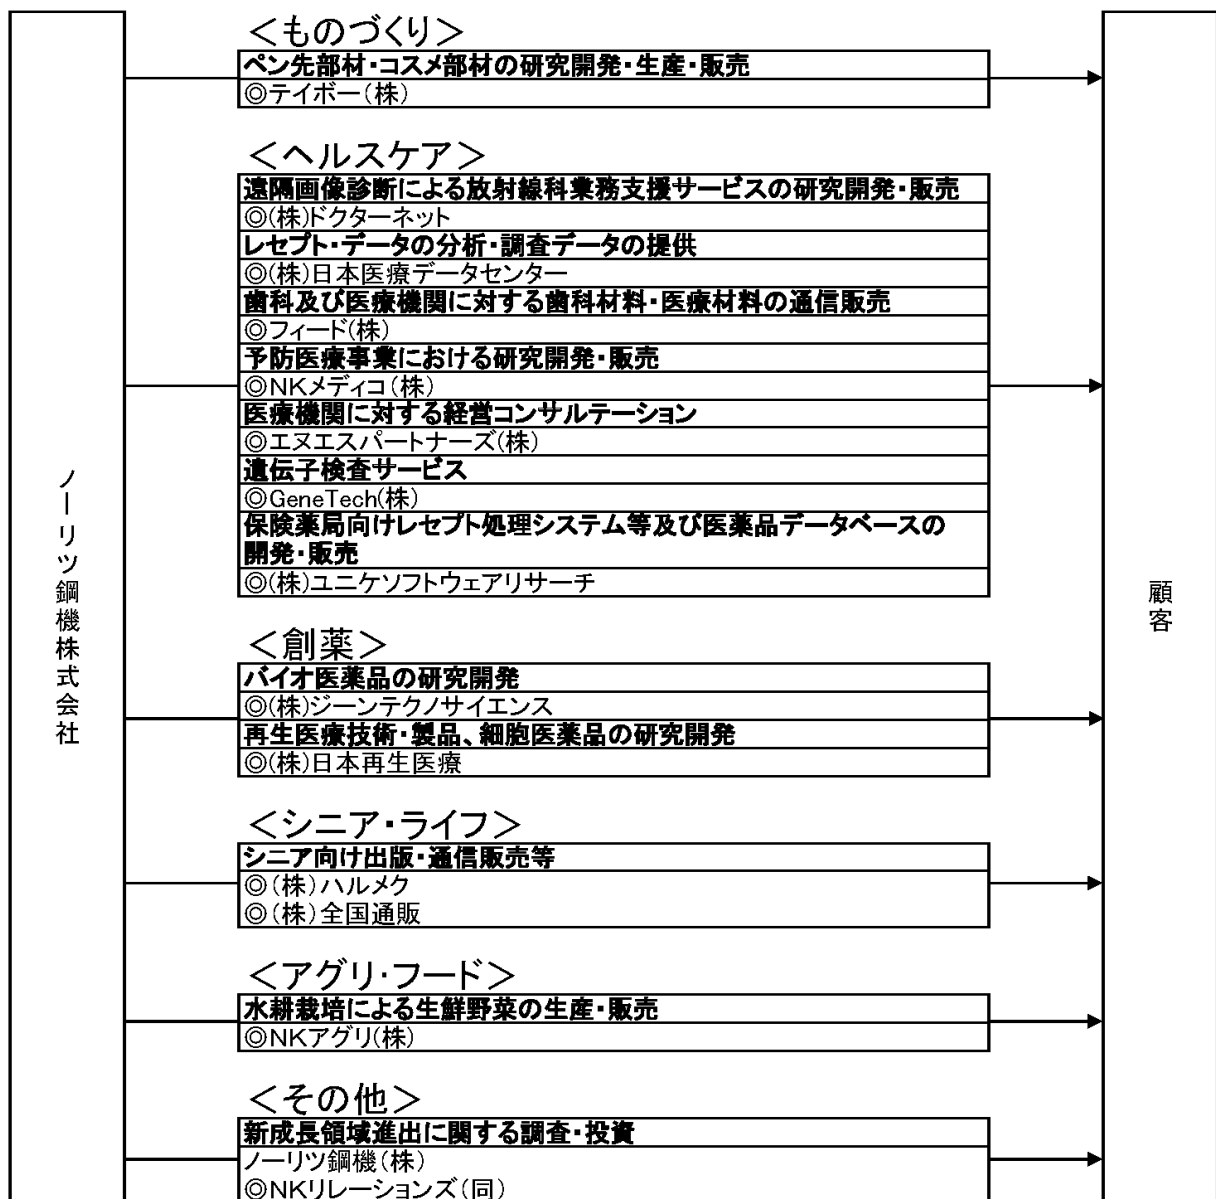 <ものづくり>
ペン先部材・コスメ部材の研究開発・生産・販売
◎テイボー(株)
<ヘルスケア>
遠隔画像診断による放射線科業務支援サービスの研究開発・販売
◎(株)ドクターネット
レセプト・データの分析・調査データの提供
◎(株)日本医療データセンター
歯科及び医療機関に対する歯科材料・医療材料の通信販売
◎フィード(株)
予防医療事業における研究開発・販売
◎NKメディコ(株)
医療機関に対する経営コンサルテーション
◎エヌエスパートナーズ(株)
遺伝子検査サービス
◎GeneTech(株)
保険薬局向けレセプト処理システム等及び医薬品データベースの
開発・販売
◎(株)ユニケソフトウェアリサーチ
ノーリツ鋼機株式会社
顧客
<創薬>
バイオ医薬品の研究開発
◎(株)ジーンテクノサイエンス
再生医療技術・製品、細胞医薬品の研究開発
◎(株)日本再生医療
<シニア・ライフ>
シニア向け出版・通信販売等
◎(株)ハルメク
◎(株)全国通販
<アグリ・フード>
水耕栽培による生鮮野菜の生産・販売
◎NKアグリ(株)
<その他>
新成長領域進出に関する調査・投資
ノーリツ鋼機(株)
◎NKリレーションズ(同)